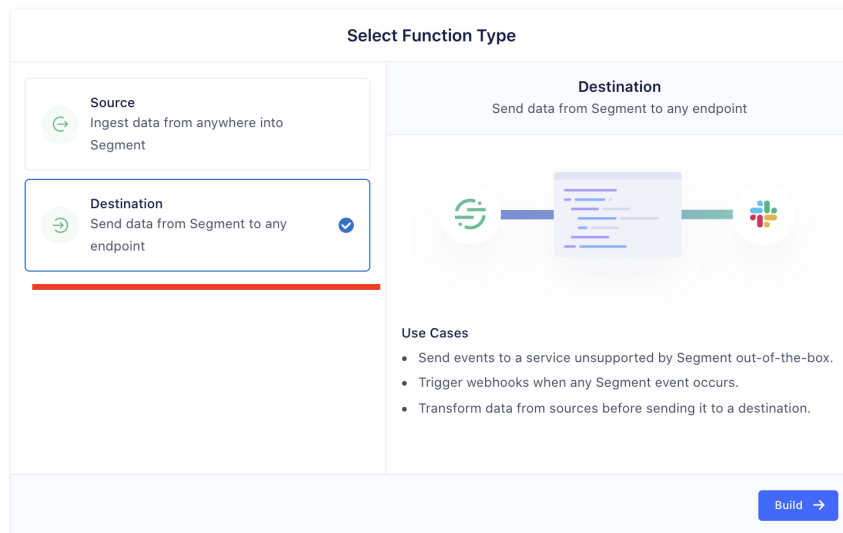 Select Function Type
Source
Ingest data from anywhere into
Segment
Destination
Send data from Segment to any
endpoint
Destination
Send data from Segment to any endpoint
Use Cases
• Send events to a service unsupported by Segment out-of-the-box.
• Trigger webhooks when any Segment event occurs.
• Transform data from sources before sending it to a destination.
Build →